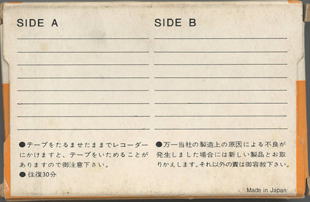 SIDE A
SIDE B
●テープをたるませたままでレコーダー
にかけますと、テープをいためることが
ありますので御注意下さい。
●往復30分
●万一当社の製造上の原因による不良が
発生しました場合には新しい製品とお取
りかえします。それ以外の責は御容赦下さい。
Made in Japan